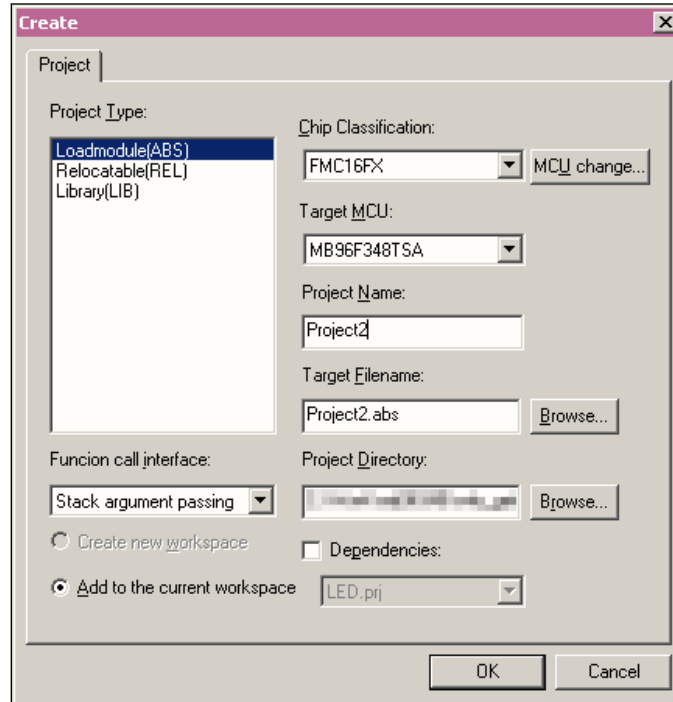 Create
Project
Project Type:
Loadmodule(ABS)
Relocatable(REL)
Library(LIB)
Chip Classification:
FMC16FX
MCU change...
Target MCU:
MB96F348TSA
Project Name:
Project2
Target Filename:
Project2.abs
Browse...
Funcion call interface:
Stack argument passing
Project Directory:
Browse...
Create new workspace
Add to the current workspace
Dependencies:
LED.prj
OK
Cancel